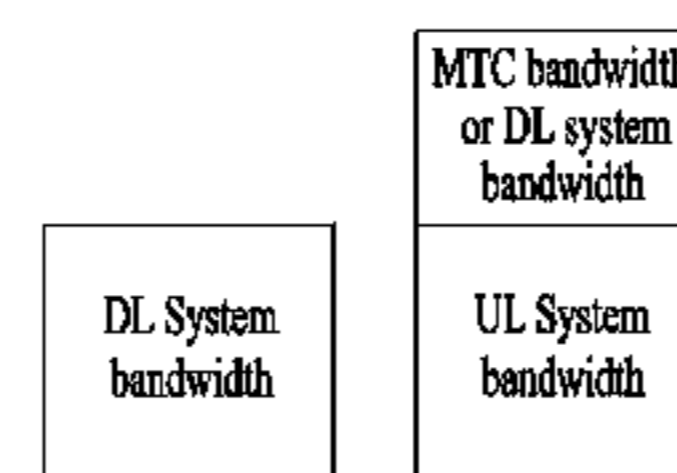 MTC bandwidth
or DL system
bandwidth
DL System
bandwidth
UL System
bandwidth